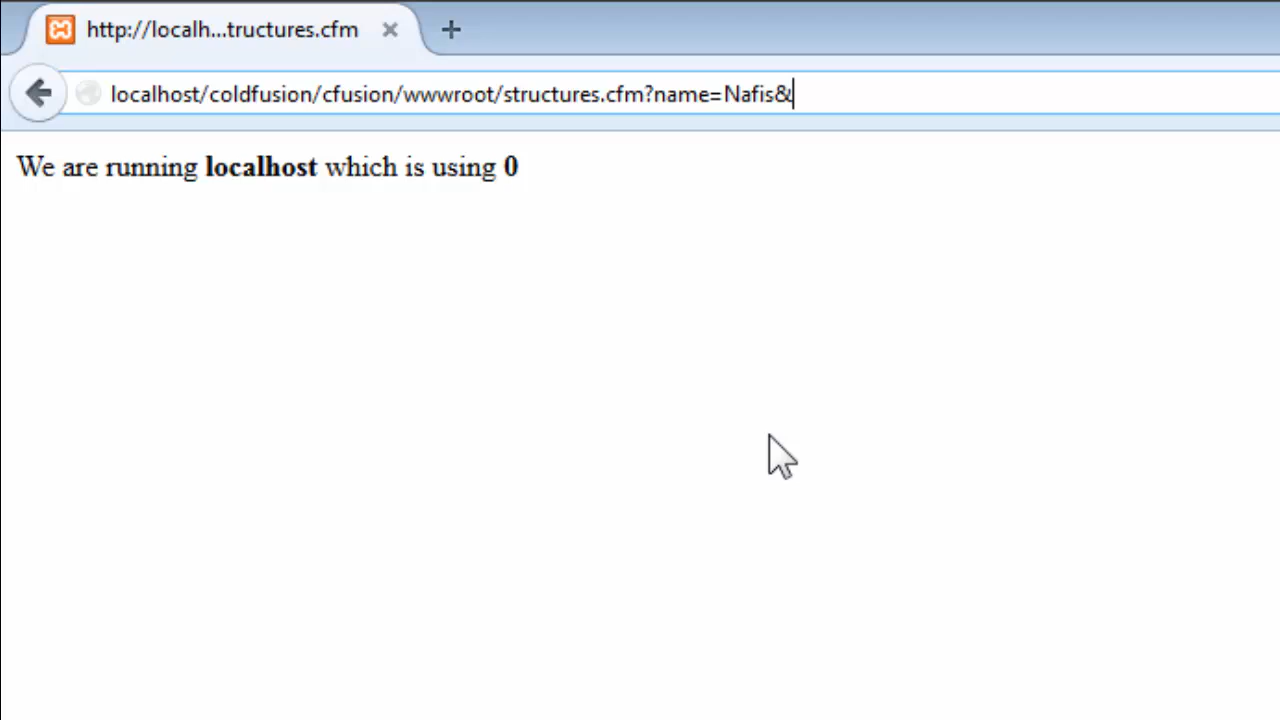 http://localh...tructures.cfm
localhost/coldfusion/cfusion/wwwroot/structures.cfm?name=Nafis&
We are running localhost which is using 0